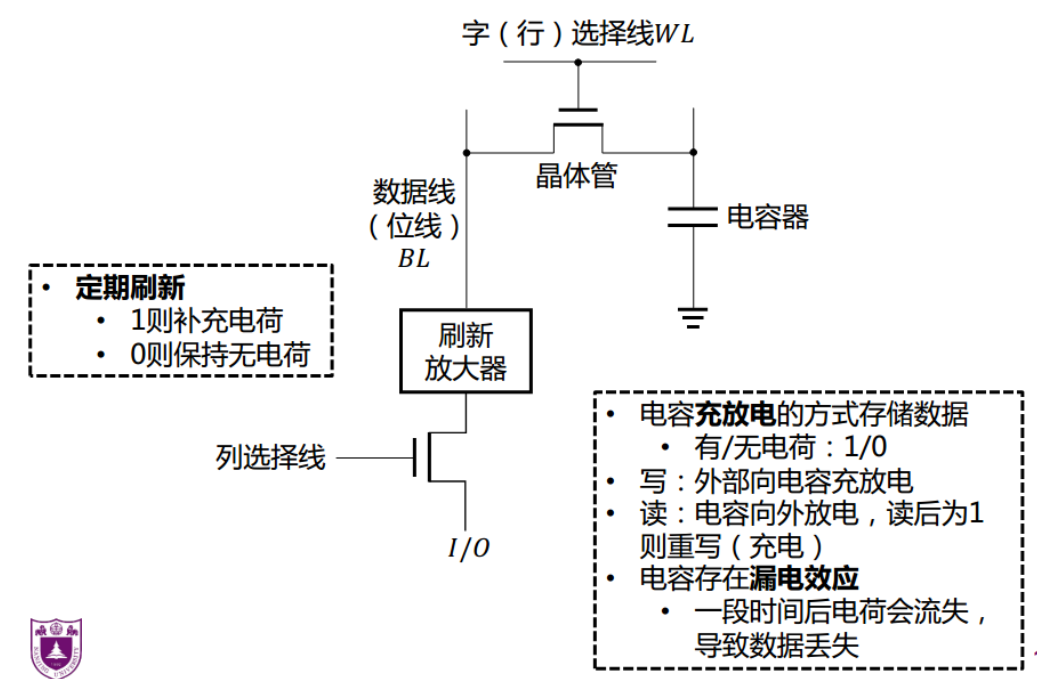 字（行）选择线WL
晶体管
数据线
（位线）
BL
电容器
• 定期刷新
• 1则补充电荷
• 0则保持无电荷
刷新
放大器
列选择线
I/O
• 电容充放电的方式存储数据
• 有/无电荷：1/0
• 写：外部向电容充放电
• 读：电容向外放电，读后为1
则重写（充电）
• 电容存在漏电效应
• 一段时间后电荷会流失，
导致数据丢失